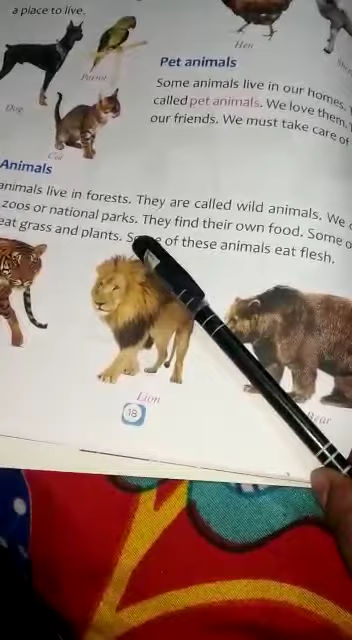 a place to live.
Hen
Parrot
Pet animals
Some animals live in our homes.
called pet animals. We love them,
our friends. We must take care of
Dog
Cat
Animals
animals live in forests. They are called wild animals. We
zoos or national parks. They find their own food. Some
eat grass and plants. of these animals eat flesh.
Lion
18
Bear